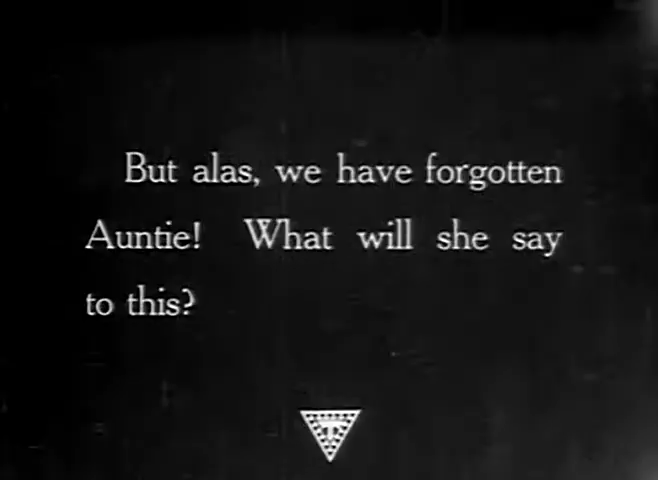 But alas, we have forgotten
Auntie! What will she say
to this?
T